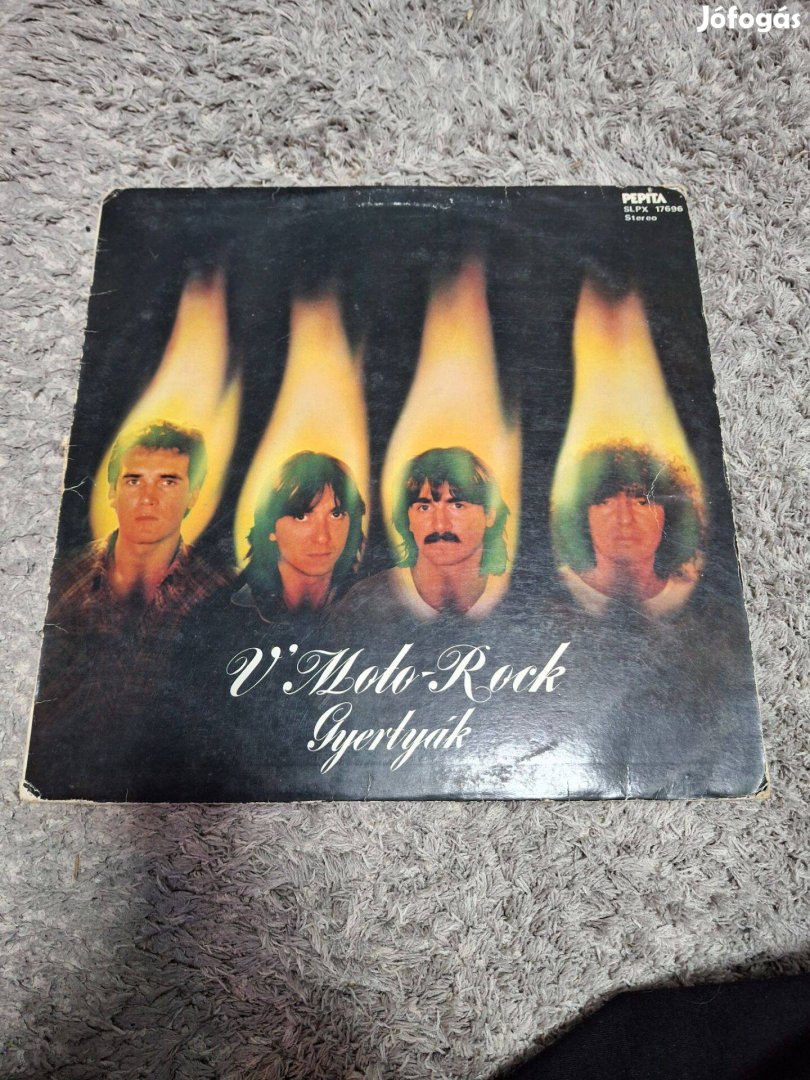 Jófogás
PEPITA
SLPX 17696
Stereo
V'Moto-Rock
Gyertyák